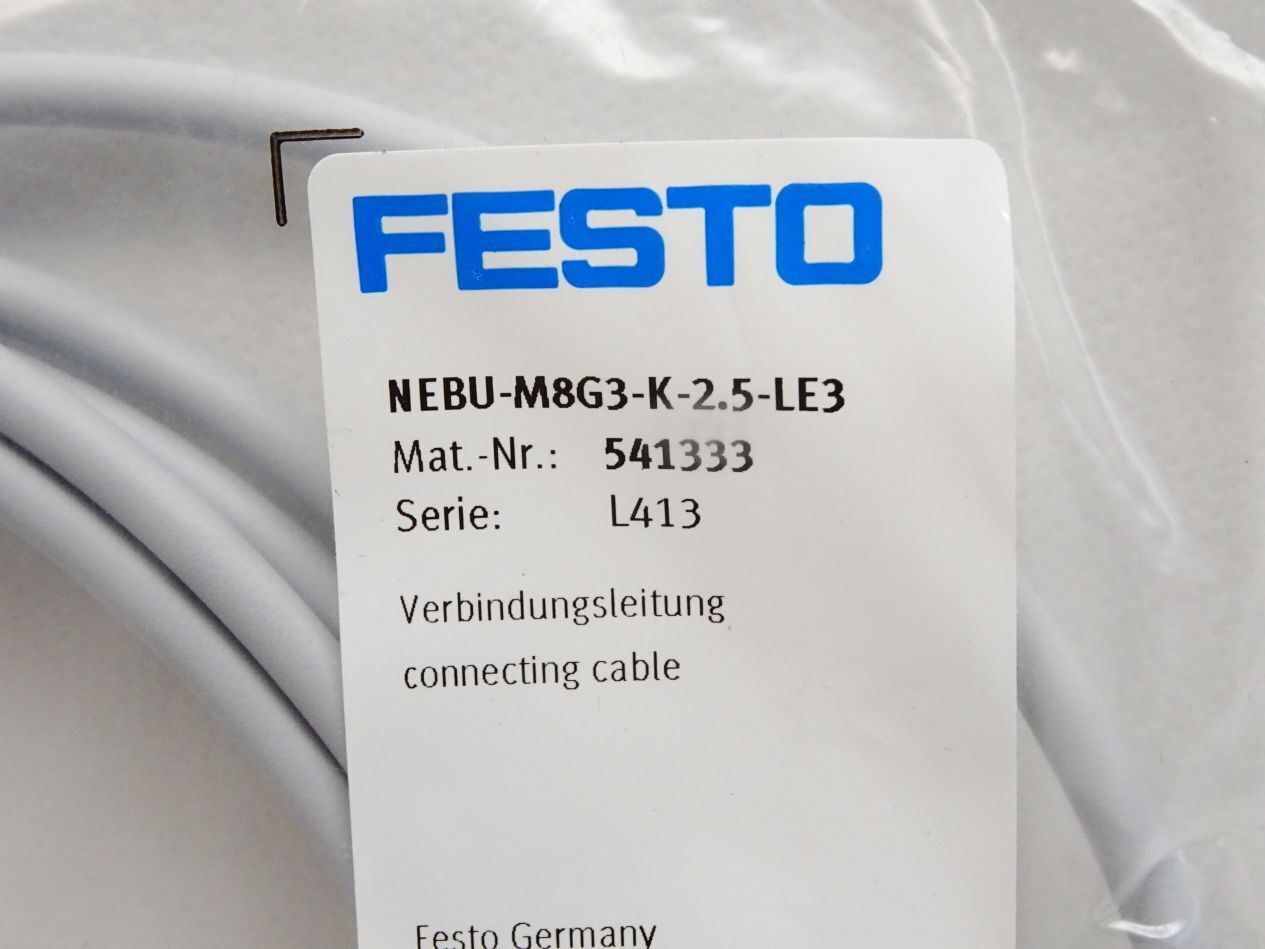 FESTO
NEBU-M8G3-K-2.5-LE3
Mat.-Nr.: 541333
Serie: L413
Verbindungsleitung
connecting cable
Festo Germany